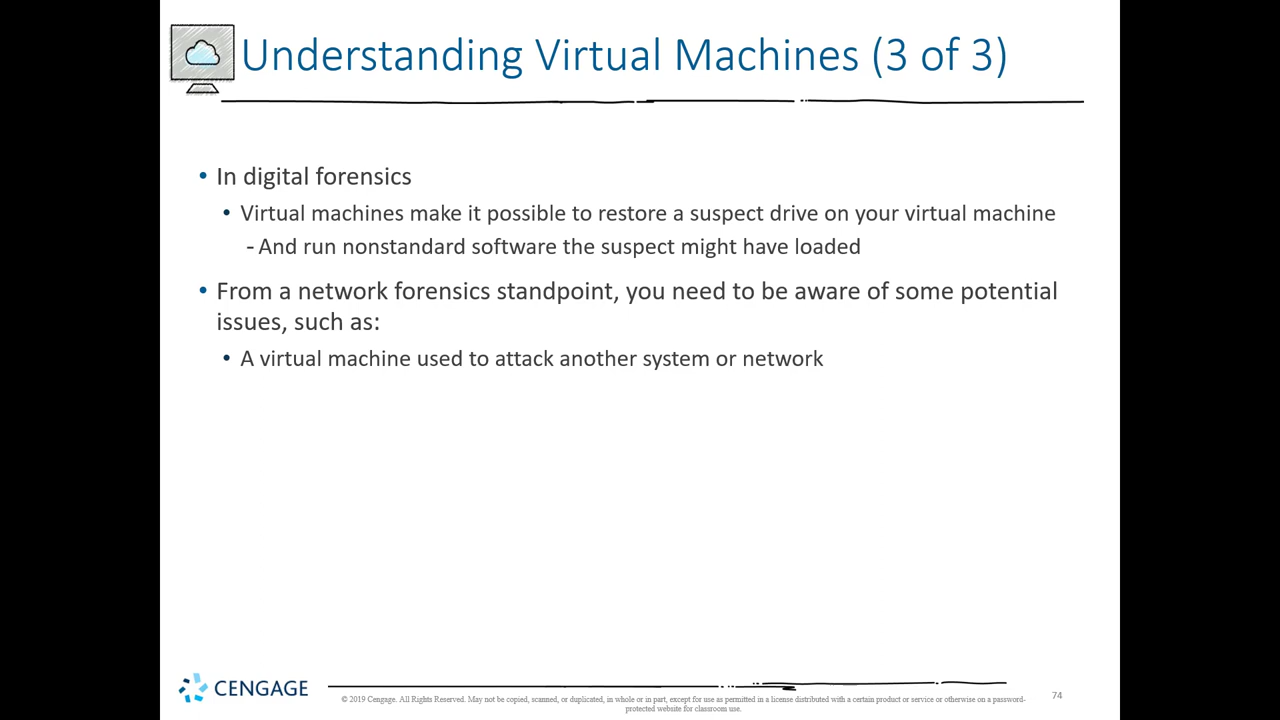 Understanding Virtual Machines (3 of 3)
• In digital forensics
• Virtual machines make it possible to restore a suspect drive on your virtual machine
- And run nonstandard software the suspect might have loaded
• From a network forensics standpoint, you need to be aware of some potential
issues, such as:
• A virtual machine used to attack another system or network
CENGAGE
© 2019 Cengage. All Rights Reserved. May not be copied, scanned, or duplicated, in whole or in part, except for use as permitted in a license distributed with a certain product or service or otherwise on a password-
protected website for classroom use.
74